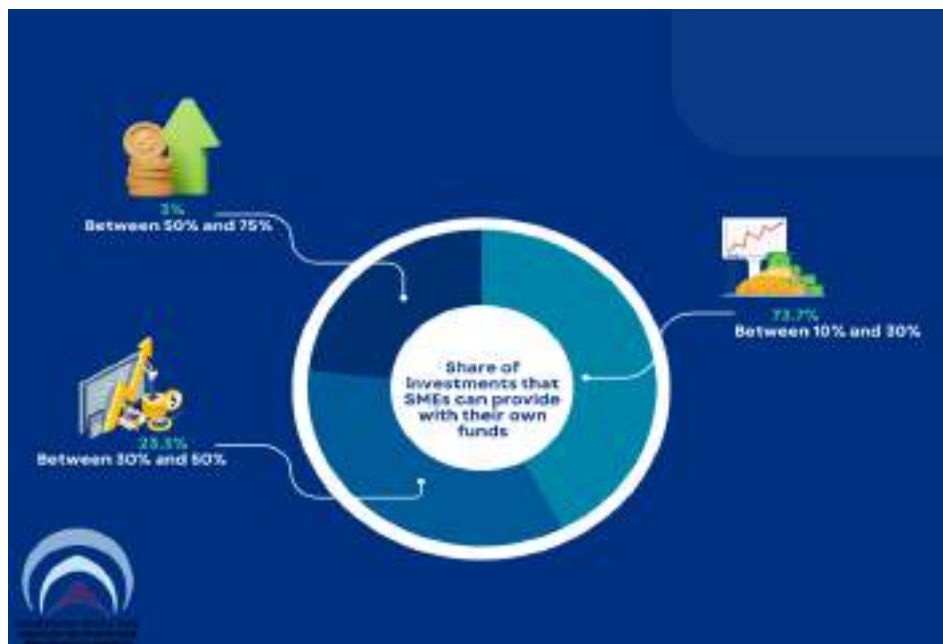 3%
Between 50% and 75%
73.7%
Between 10% and 30%
Share of
Investments that
SMEs can provide
with their own
funds
23.3%
Between 30% and 50%